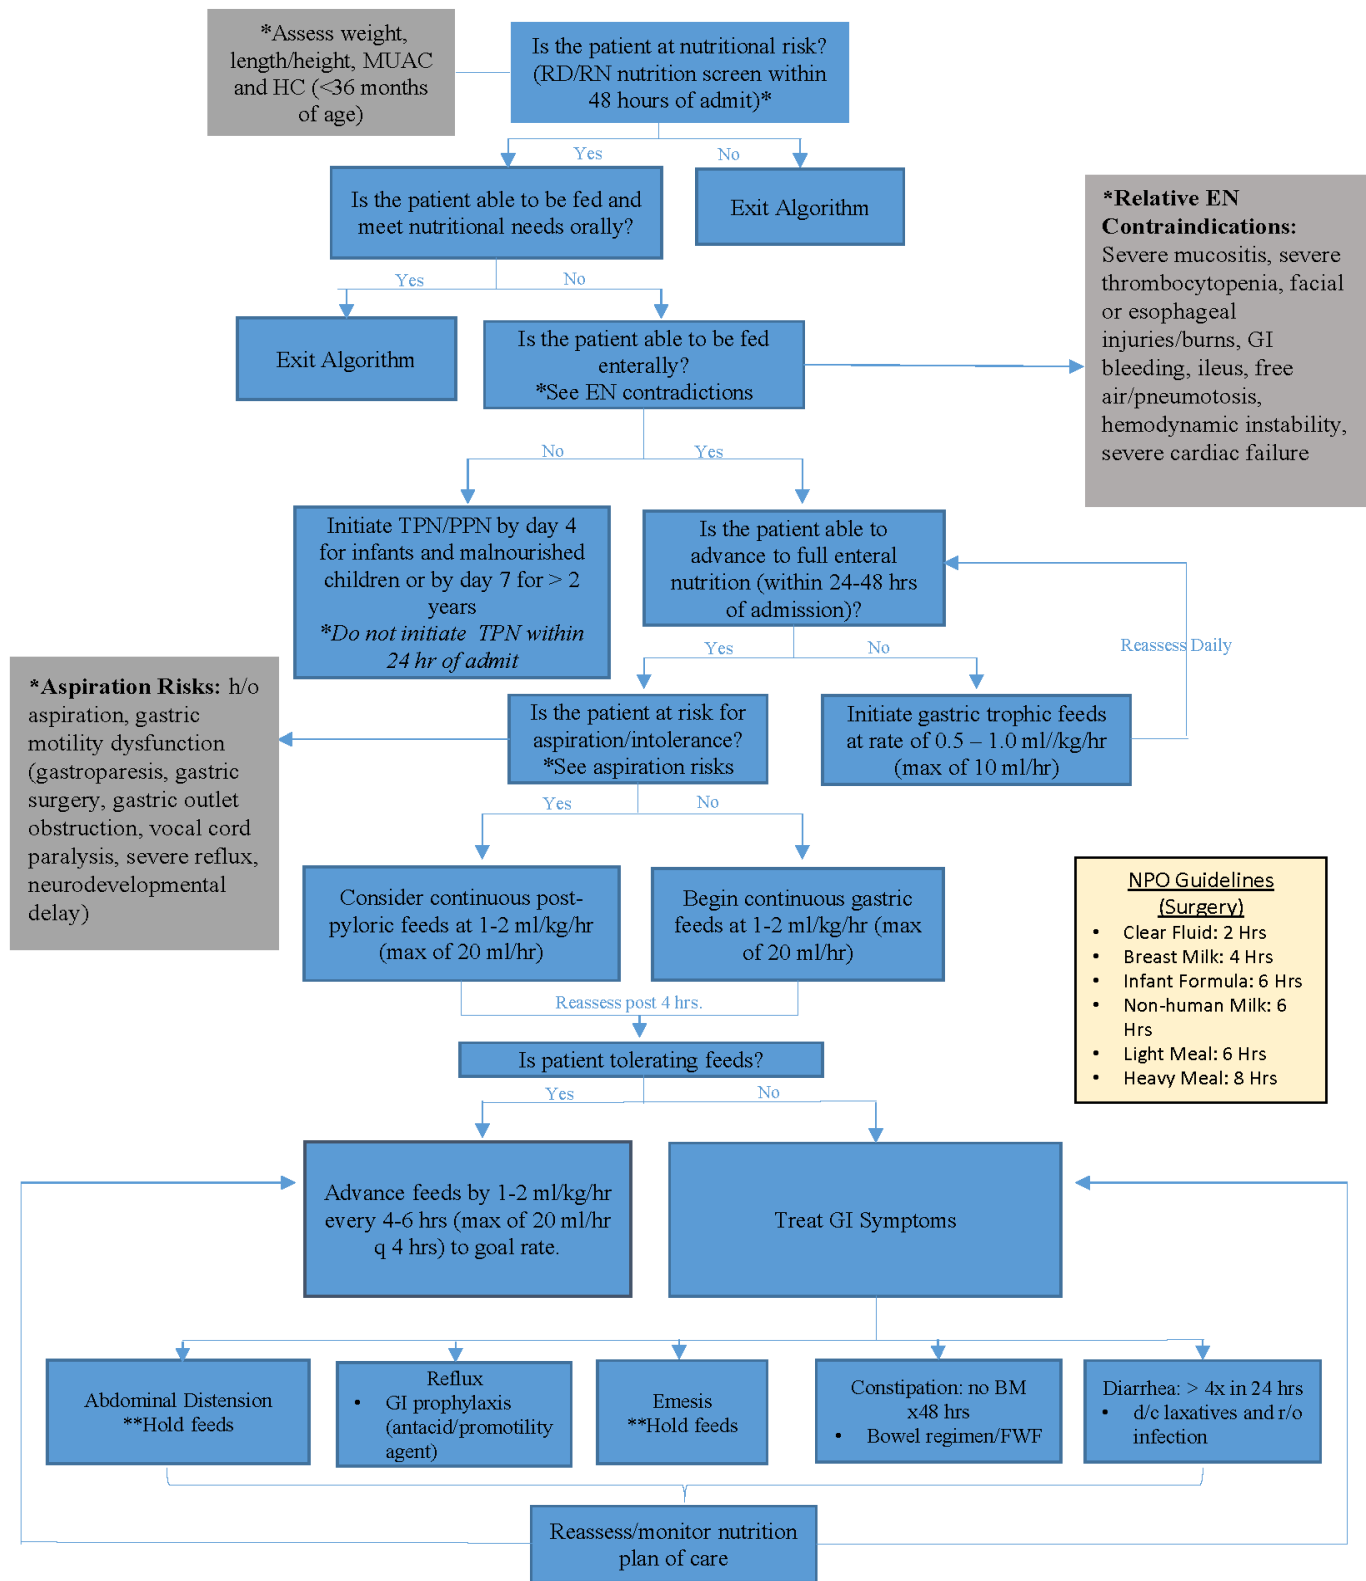 *Assess weight,
length/height, MUAC
and HC (<36 months
of age)
Is the patient at nutritional risk?
(RD/RN nutrition screen within
48 hours of admit)*
Yes
No
Is the patient able to be fed and
meet nutritional needs orally?
Exit Algorithm
*Relative EN
Contraindications:
Severe mucositis, severe
thrombocytopenia, facial
or esophageal
injuries/burns, GI
bleeding, ileus, free
air/pneumotosis,
hemodynamic instability,
severe cardiac failure
Yes
No
Exit Algorithm
Is the patient able to be fed
enterally?
*See EN contradictions
No
Yes
Initiate TPN/PPN by day 4
for infants and malnourished
children or by day 7 for > 2
years
*Do not initiate TPN within
24 hr of admit
Is the patient able to
advance to full enteral
nutrition (within 24-48 hrs
of admission)?
Reassess Daily
Yes
No
*Aspiration Risks: h/o
aspiration, gastric
motility dysfunction
(gastroparesis, gastric
surgery, gastric outlet
obstruction, vocal cord
paralysis, severe reflux,
neurodevelopmental
delay)
Is the patient at risk for
aspiration/intolerance?
*See aspiration risks
Initiate gastric trophic feeds
at rate of 0.5 – 1.0 ml//kg/hr
(max of 10 ml/hr)
Yes
No
Consider continuous post-
pyloric feeds at 1-2 ml/kg/hr
(max of 20 ml/hr)
Begin continuous gastric
feeds at 1-2 ml/kg/hr (max
of 20 ml/hr)
NPO Guidelines
(Surgery)
• Clear Fluid: 2 Hrs
• Breast Milk: 4 Hrs
• Infant Formula: 6 Hrs
• Non-human Milk: 6
Hrs
• Light Meal: 6 Hrs
• Heavy Meal: 8 Hrs
Reassess post 4 hrs.
Is patient tolerating feeds?
Yes
No
Advance feeds by 1-2 ml/kg/hr
every 4-6 hrs (max of 20 ml/hr
q 4 hrs) to goal rate.
Treat GI Symptoms
Abdominal Distension
**Hold feeds
Reflux
• GI prophylaxis
(antacid/promotility
agent)
Emesis
**Hold feeds
Constipation: no BM
x48 hrs
• Bowel regimen/FWF
Diarrhea: > 4x in 24 hrs
• d/c laxatives and r/o
infection
Reassess/monitor nutrition
plan of care